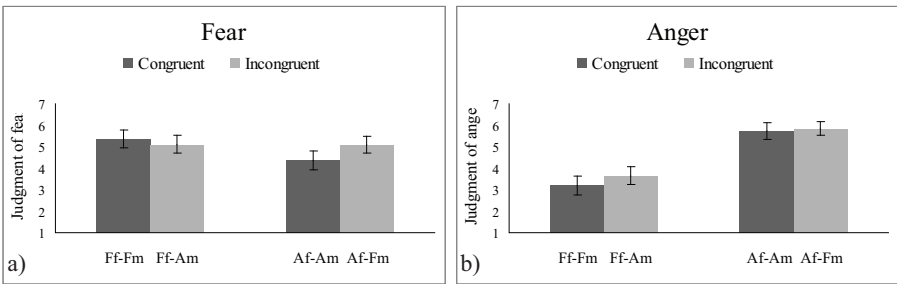 Fear
Congruent Incongruent
Judgment of fea
7
6
5
4
3
2
1
Ff-Fm Ff-Am Af-Am Af-Fm
a)
Anger
Congruent Incongruent
Judgment of ange
7
6
5
4
3
2
1
Ff-Fm Ff-Am Af-Am Af-Fm
b)